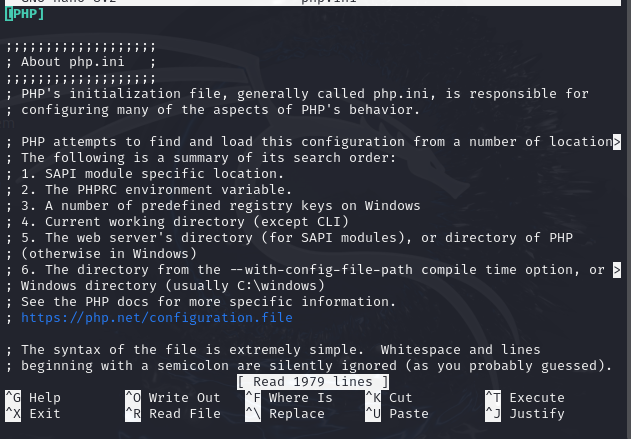 [PHP]
;;;;;;;;;;;;;;;;;;;
; About php.ini   ;
;;;;;;;;;;;;;;;;;;;
; PHP's initialization file, generally called php.ini, is responsible for
; configuring many of the aspects of PHP's behavior.
; PHP attempts to find and load this configuration from a number of location>
; The following is a summary of its search order:
; 1. SAPI module specific location.
; 2. The PHPRC environment variable.
; 3. A number of predefined registry keys on Windows
; 4. Current working directory (except CLI)
; 5. The web server's directory (for SAPI modules), or directory of PHP
; (otherwise in Windows)
; 6. The directory from the --with-config-file-path compile time option, or >
; Windows directory (usually C:\windows)
; See the PHP docs for more specific information.
; https://php.net/configuration.file
; The syntax of the file is extremely simple.  Whitespace and lines
; beginning with a semicolon are silently ignored (as you probably guessed).
[ Read 1979 lines ]
^G Help ^O Write Out ^F Where Is ^K Cut ^T Execute
^X Exit ^R Read File ^\ Replace ^U Paste ^J Justify